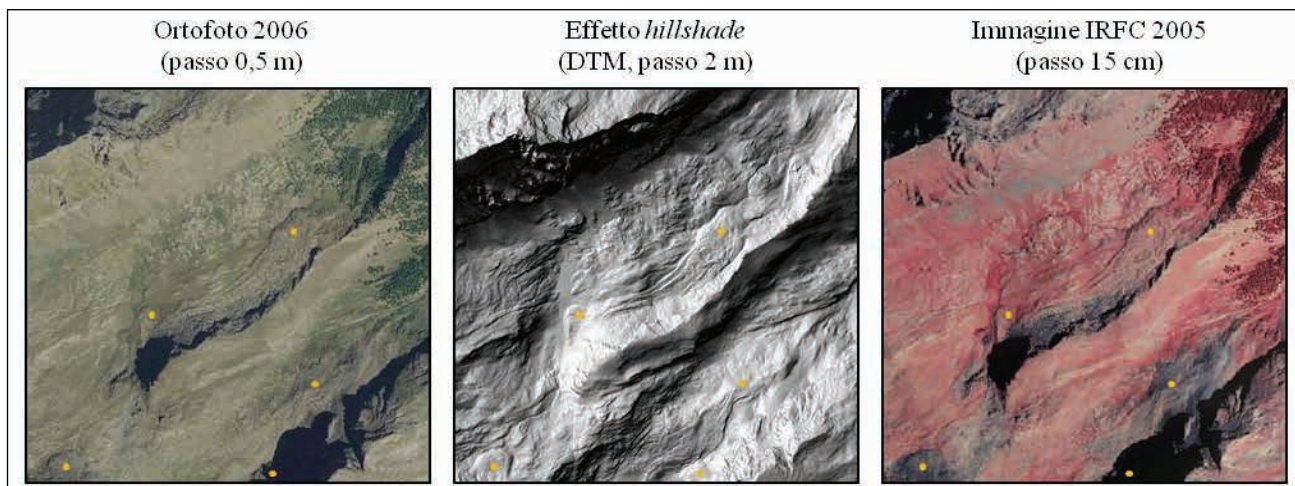 Ortofoto 2006
(passo 0,5 m)
Effetto hillshade
(DTM, passo 2 m)
Immagine IRFC 2005
(passo 15 cm)